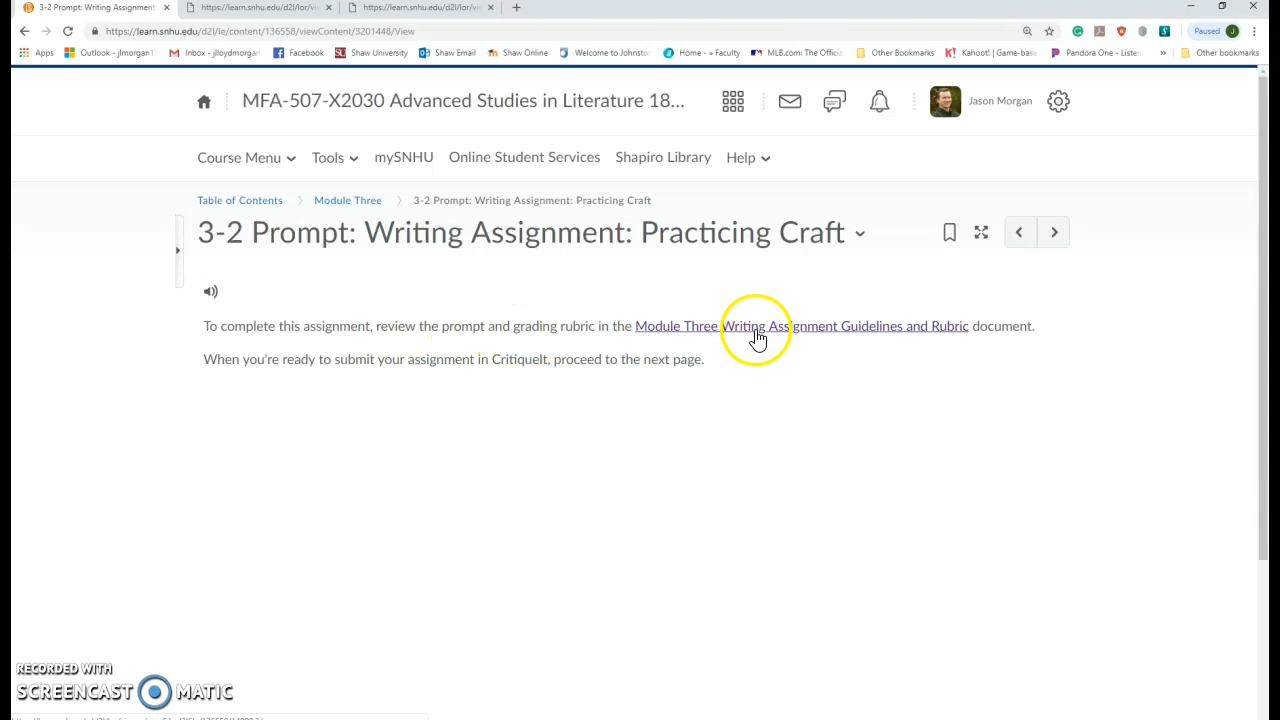 3-2 Prompt: Writing Assignment
https://learn.snhu.edu/d2l/lor/vi
https://learn.snhu.edu/d2l/lor/vi
https://learn.snhu.edu/d2l/le/content/136558/viewContent/3201448/View
Paused
J
Apps
Outlook - jlmorgan1
Inbox - jlloydmorgan
Facebook
Shaw University
Shaw Email
Shaw Online
Welcome to Johnsto
Home - » Faculty
MLB.com: The Officia
Other Bookmarks
Kahoot! | Game-base
Pandora One - Listen
»
Other bookmarks
MFA-507-X2030 Advanced Studies in Literature 18...
Jason Morgan
Course Menu
Tools
mySNHU
Online Student Services
Shapiro Library
Help
Table of Contents
Module Three
3-2 Prompt: Writing Assignment: Practicing Craft
3-2 Prompt: Writing Assignment: Practicing Craft
To complete this assignment, review the prompt and grading rubric in the Module Three Writing Assignment Guidelines and Rubric document.
When you're ready to submit your assignment in CritiqueIt, proceed to the next page.
RECORDED WITH
SCREENCAST MATIC